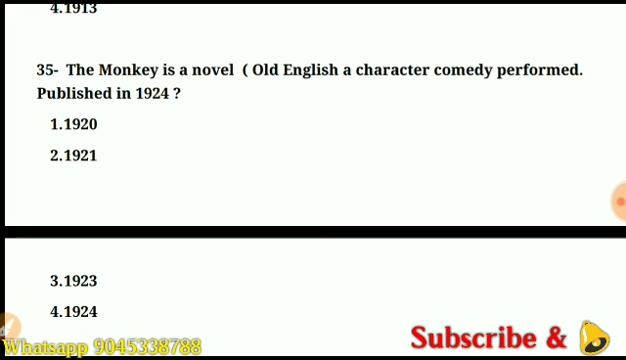 4.1913
35- The Monkey is a novel ( Old English a character comedy performed.
Published in 1924 ?
1.1920
2.1921
3.1923
4.1924
Whatsapp 9045338788
Subscribe &